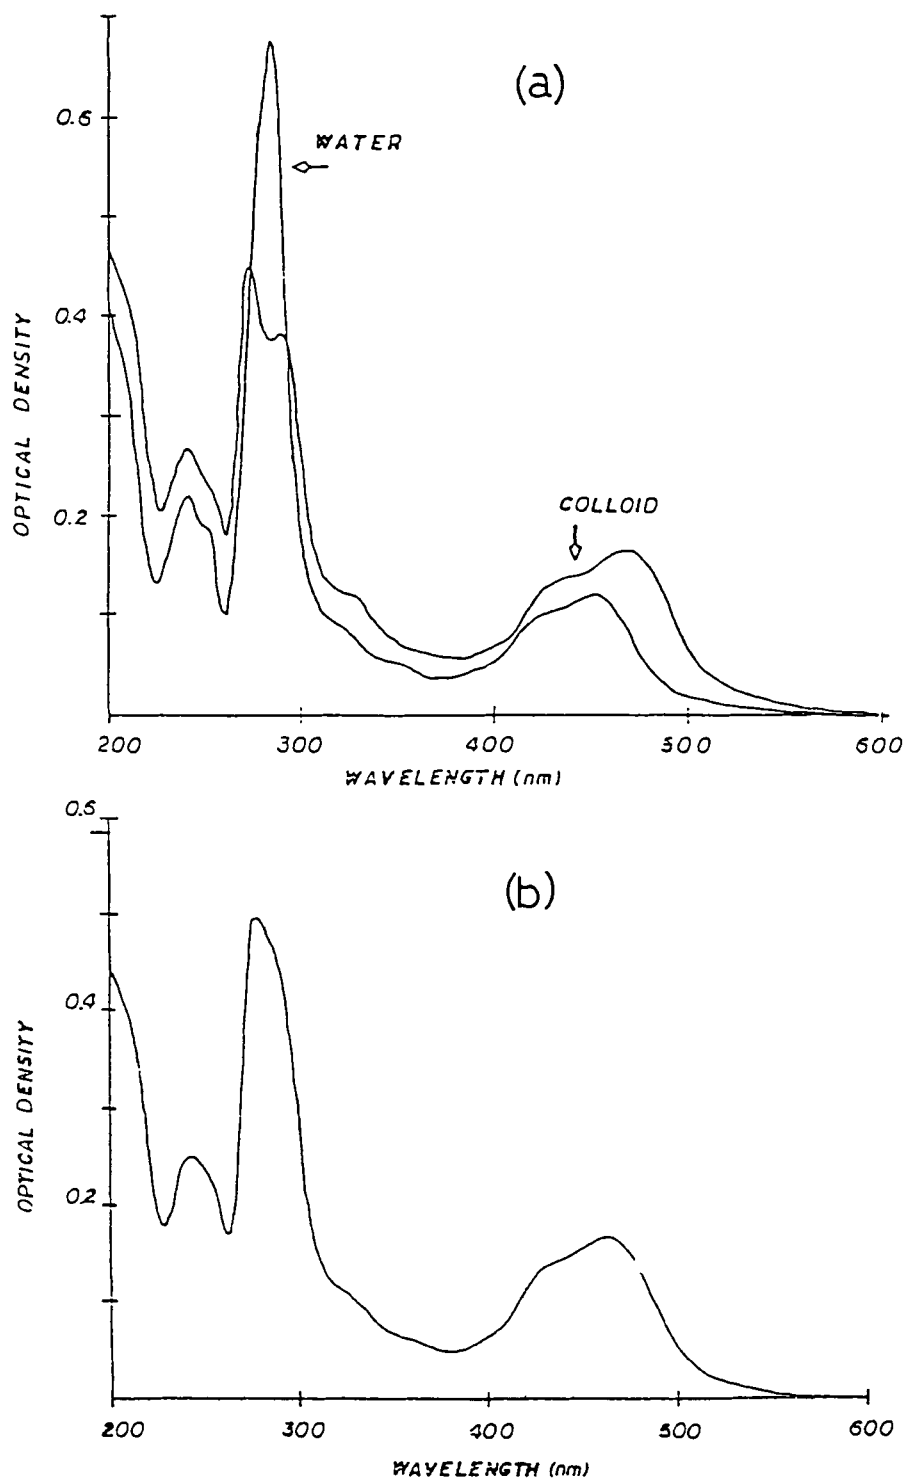 (a)
0.6
WATER
0.4
OPTICAL DENSITY
COLLOID
0.2
200 300 400 500 600
WAVELENGTH (nm)
0.6
(b)
0.4
OPTICAL DENSITY
0.2
200 300 400 500 600
WAVELENGTH (nm)